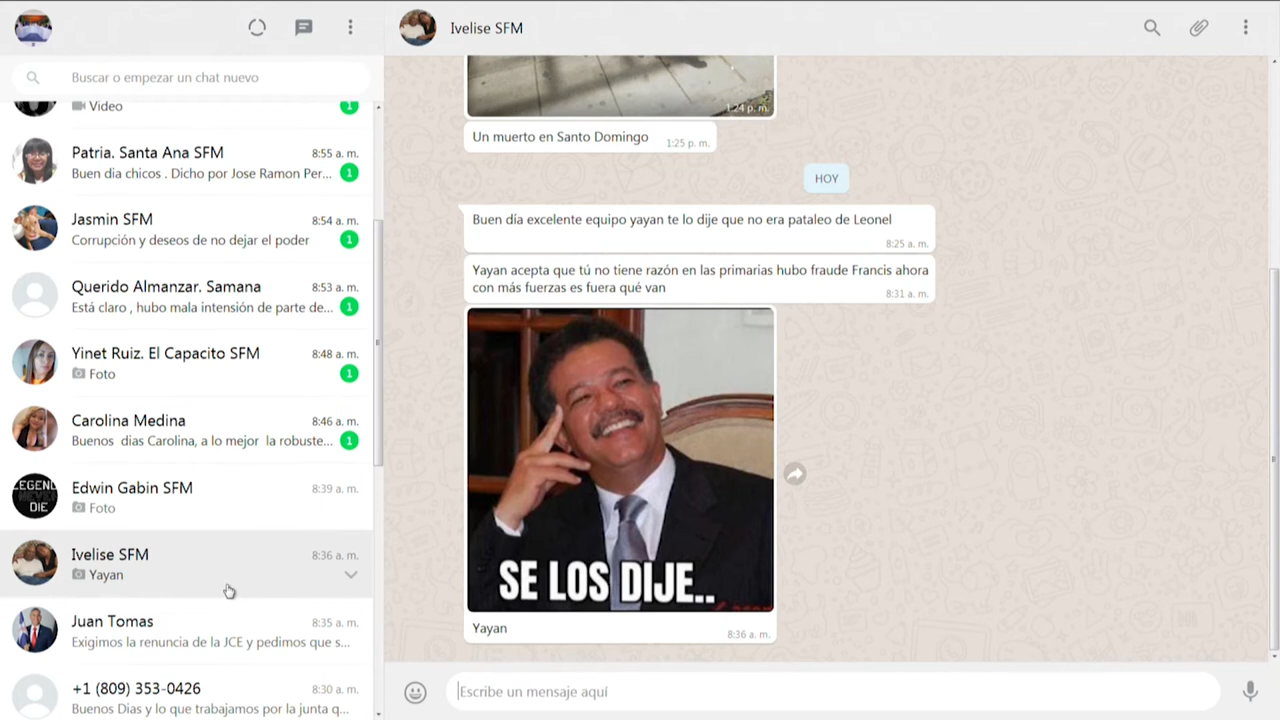 Ivelise SFM
Buscar o empezar un chat nuevo
Video
1
Patria. Santa Ana SFM
8:55 a. m.
Buen dia chicos . Dicho por Jose Ramon Per...
1
Jasmin SFM
8:54 a. m.
Corrupción y deseos de no dejar el poder
1
Querido Almanzar. Samana
8:53 a. m.
Está claro , hubo mala intensión de parte de...
1
Yinet Ruiz. El Capacito SFM
8:48 a. m.
Foto
1
Carolina Medina
8:46 a. m.
Buenos dias Carolina, a lo mejor la robuste...
1
LEGEND
NEVER
DIE
Edwin Gabin SFM
8:39 a. m.
Foto
Ivelise SFM
8:36 a. m.
Yayan
Juan Tomas
8:35 a. m.
Exigimos la renuncia de la JCE y pedimos que s...
+1 (809) 353-0426
8:30 a. m.
Buenos Dias y lo que trabajamos por la junta q...
1:24 p. m.
Un muerto en Santo Domingo
1:25 p. m.
HOY
Buen día excelente equipo yayan te lo dije que no era pataleo de Leonel
8:25 a. m.
Yayan acepta que tú no tiene razón en las primarias hubo fraude Francis ahora
con más fuerzas es fuera qué van
8:31 a. m.
SE LOS DIJE..
Yayan
8:36 a. m.
Escribe un mensaje aquí